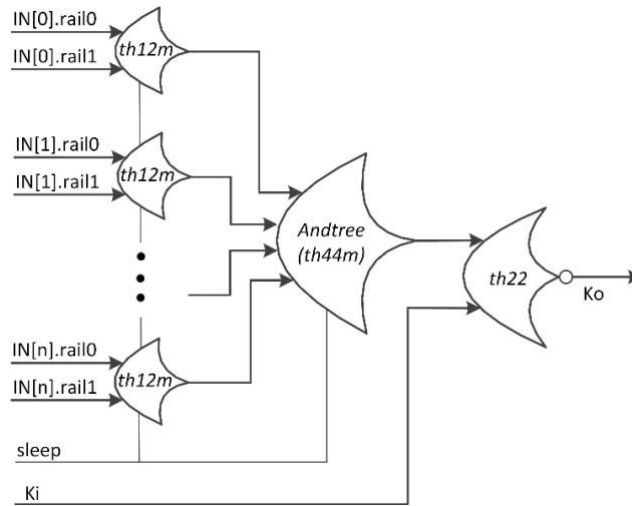 IN[0].rail0
th12m
IN[0].rail1
IN[1].rail0
th12m
IN[1].rail1
Andtree
(th44m)
th22
Ko
IN[n].rail0
th12m
IN[n].rail1
sleep
Ki